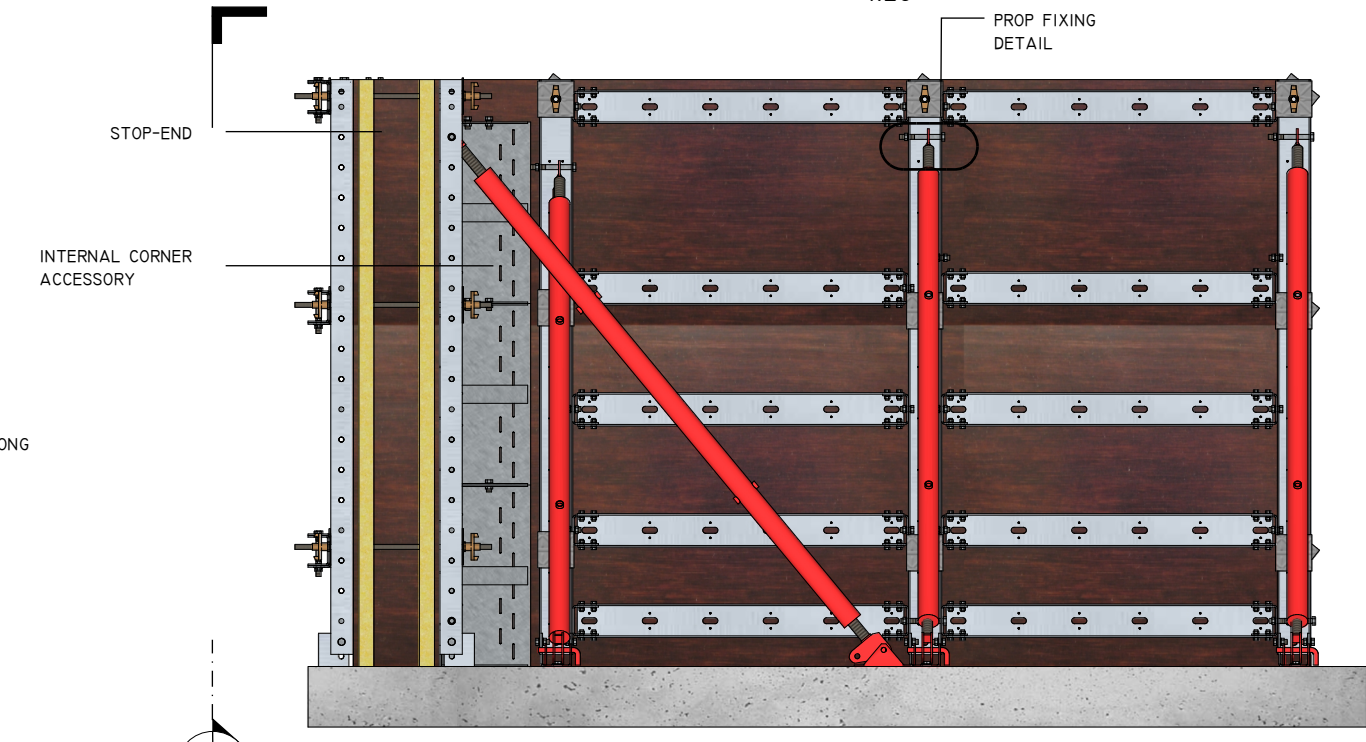 PROP FIXING
DETAIL
STOP-END
INTERNAL CORNER
ACCESSORY